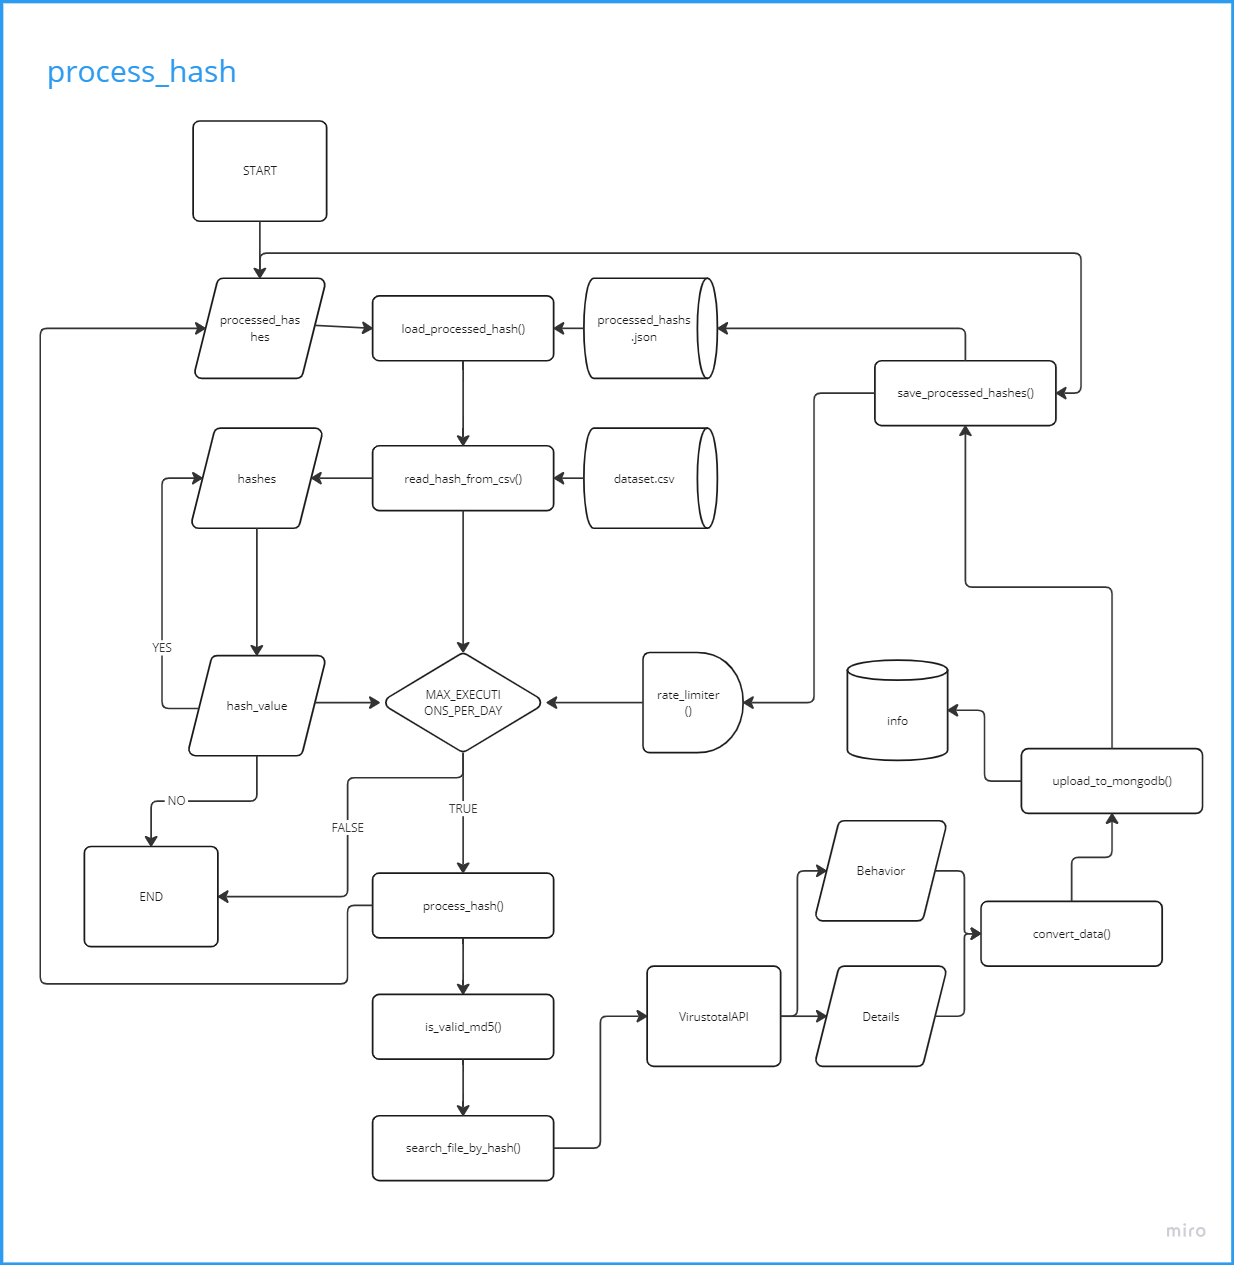 process_hash
START
processed_has
hes
load_processed_hash()
processed_hashs
.json
save_processed_hashes()
hashes
read_hash_from_csv()
dataset.csv
YES
hash_value
MAX_EXECUTI
ONS_PER_DAY
rate_limiter
()
info
upload_to_mongodb()
NO
TRUE
FALSE
END
process_hash()
Behavior
convert_data()
is_valid_md5()
VirustotalAPI
Details
search_file_by_hash()
miro